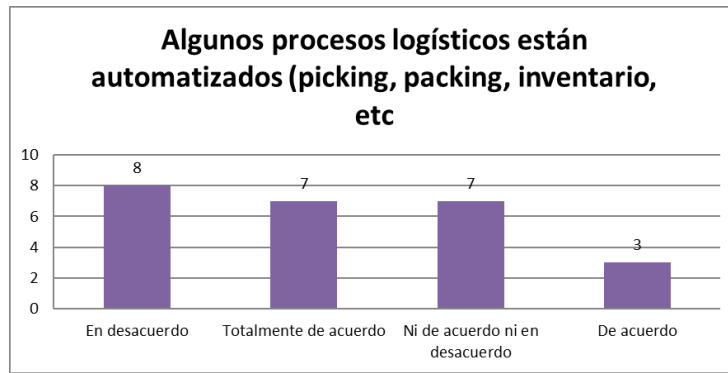 Algunos procesos logísticos están
automatizados (picking, packing, inventario,
etc
10
8
6
4
2
0
8
7
7
3
En desacuerdo
Totalmente de acuerdo
Ni de acuerdo ni en
desacuerdo
De acuerdo